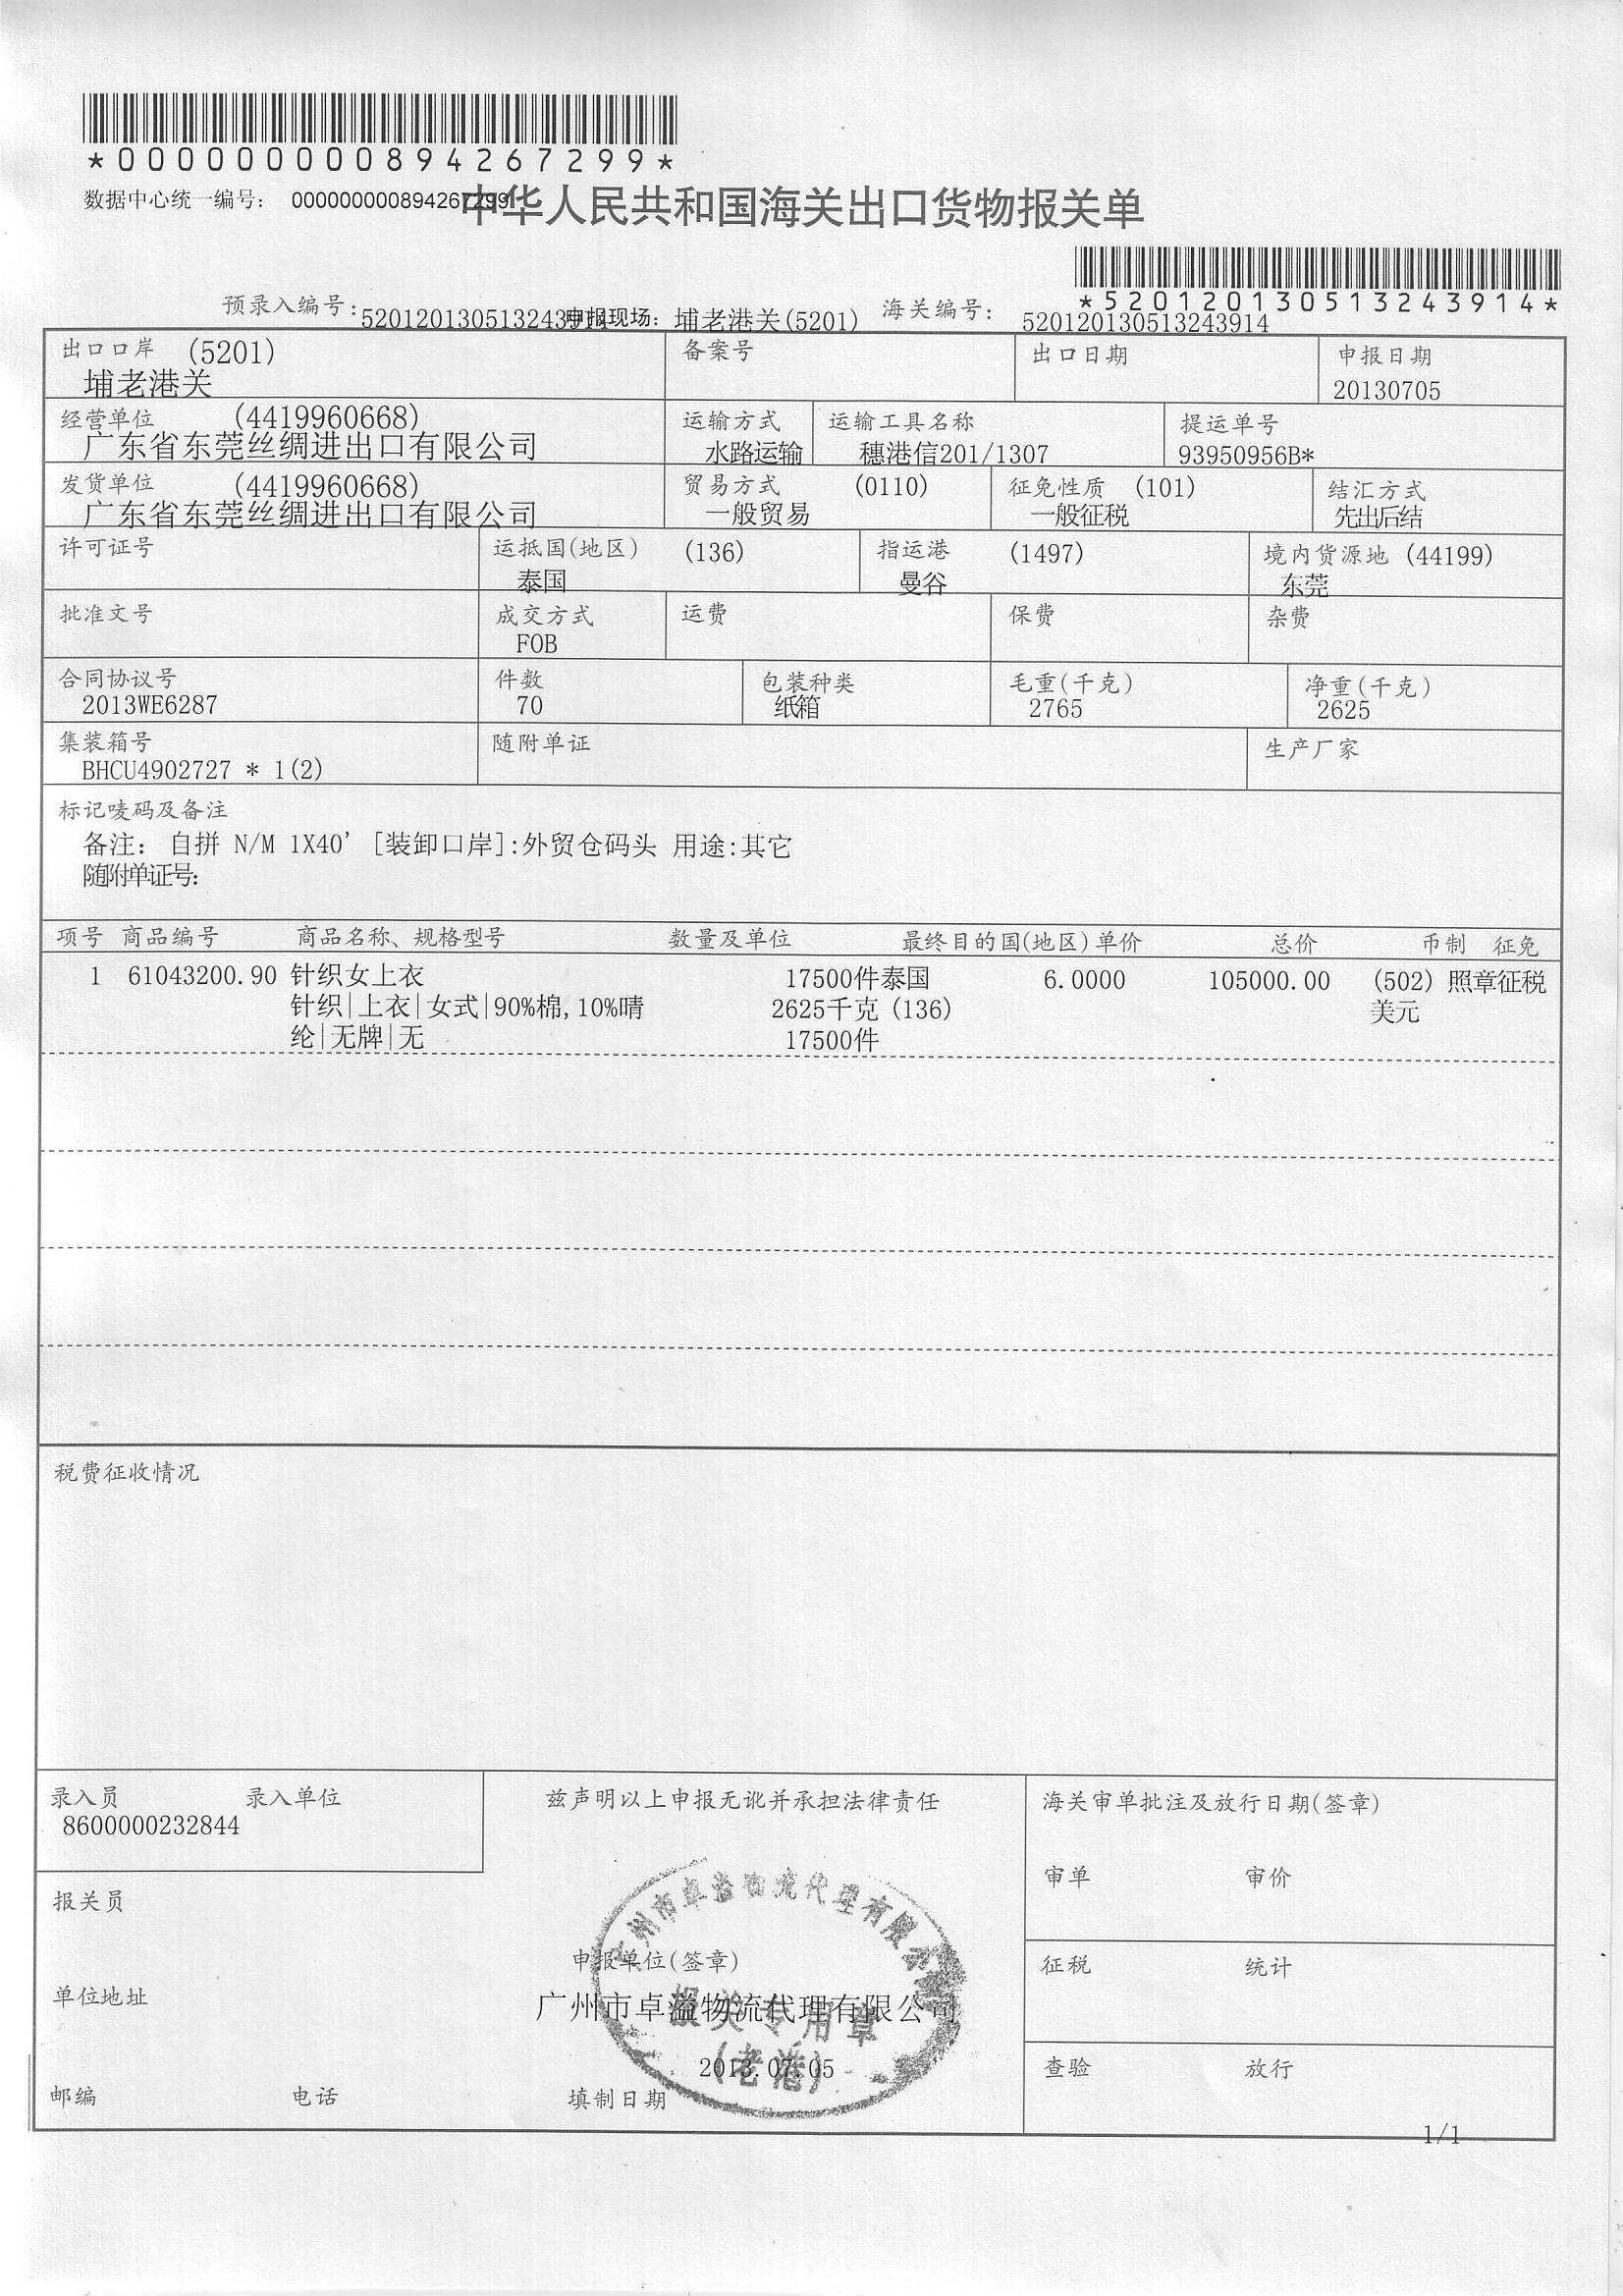 *000000000894267299*
数据中心统一编号： 000000000894267299
中华人民共和国海关出口货物报关单
*520120130513243914*
预录入编号：520120130513243914 申报现场：埔老港关(5201) 海关编号：520120130513243914
出口口岸 (5201) 备案号 出口日期 申报日期
埔老港关 20130705
经营单位 (4419960668) 运输方式 运输工具名称 提运单号
广东省东莞丝绸进出口有限公司 水路运输 穗港信201/1307 93950956B*
发货单位 (4419960668) 贸易方式 (0110) 征免性质 (101) 结汇方式
广东省东莞丝绸进出口有限公司 一般贸易 一般征税 先出后结
许可证号 运抵国(地区) (136) 指运港 (1497) 境内货源地 (44199)
泰国 曼谷 东莞
批准文号 成交方式 运费 保费 杂费
FOB
合同协议号 件数 包装种类 毛重(千克) 净重(千克)
2013WE6287 70 纸箱 2765 2625
集装箱号 随附单证 生产厂家
BHCU4902727 * 1(2)
标记唛码及备注
备注： 自拼 N/M 1X40' [装卸口岸]:外贸仓码头 用途:其它
随附单证号:
项号 商品编号 商品名称、规格型号 数量及单位 最终目的国(地区)单价 总价 币制 征免
1 61043200.90 针织女上衣 17500件泰国 6.0000 105000.00 (502) 照章征税
针织|上衣|女式|90%棉,10%晴 2625千克 (136) 美元
纶|无牌|无 17500件
税费征收情况
录入员 录入单位 兹声明以上申报无讹并承担法律责任 海关审单批注及放行日期(签章)
8600000232844
审单 审价
报关员
广州市卓溢物流代理有限公司
申报单位(签章) 征税 统计
单位地址
广州市卓溢物流代理有限公司
报关专用章
(老港)
2013.07.05
查验 放行
邮编 电话 填制日期
1/1